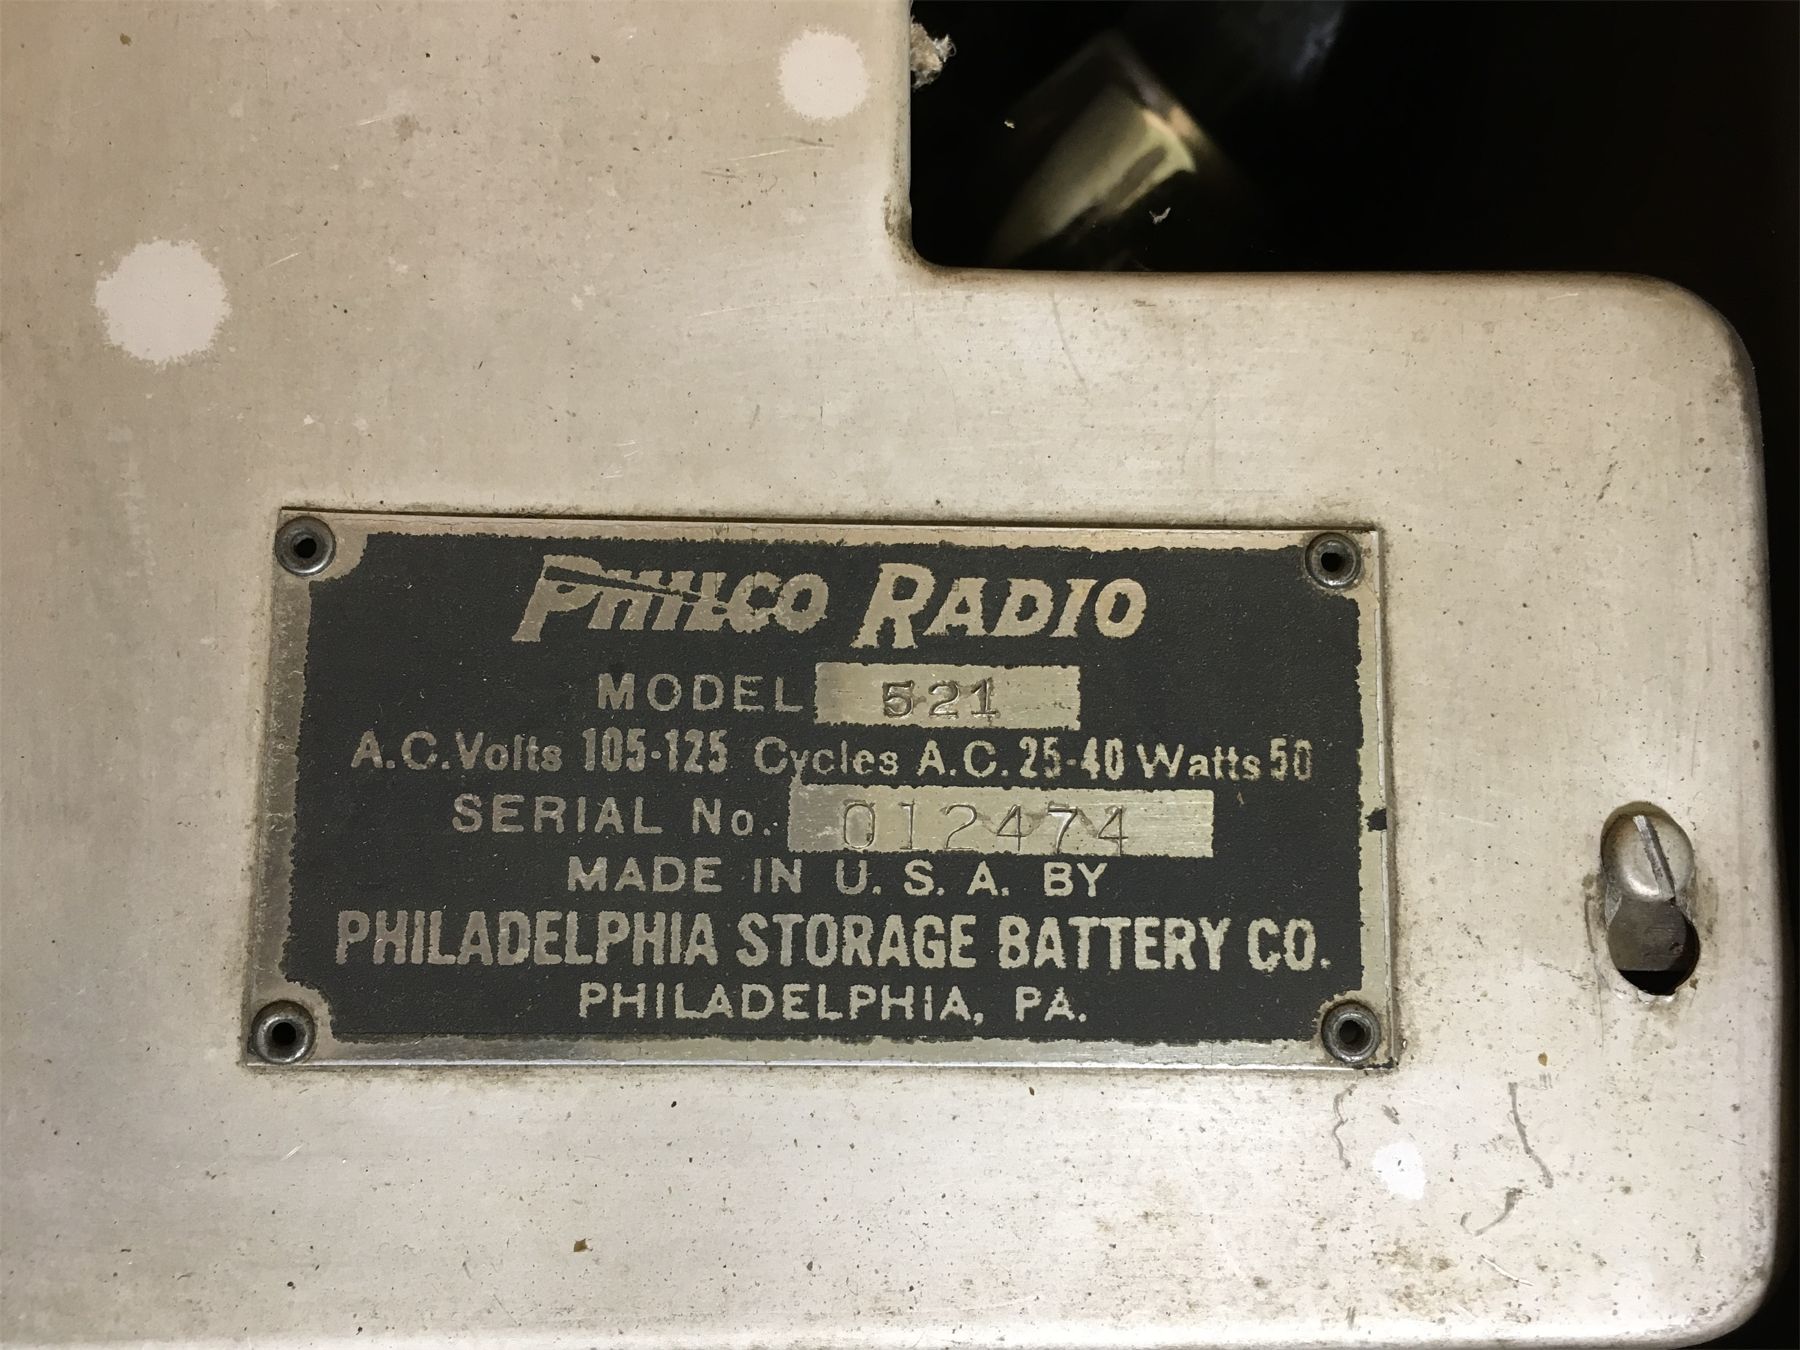 PHILCO RADIO
MODEL 521
A.C. Volts 105-125 Cycles A.C. 25-40 Watts 50
SERIAL No. 012474
MADE IN U. S. A. BY
PHILADELPHIA STORAGE BATTERY CO.
PHILADELPHIA, PA.